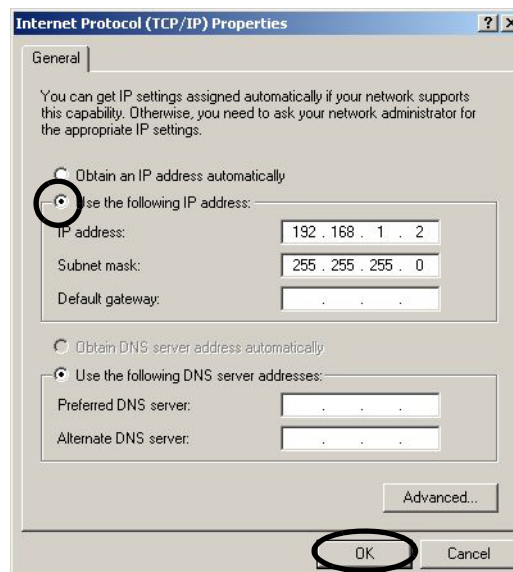 Internet Protocol (TCP/IP) Properties
? X
General
You can get IP settings assigned automatically if your network supports
this capability. Otherwise, you need to ask your network administrator for
the appropriate IP settings.
Obtain an IP address automatically
Use the following IP address:
IP address: 192 . 168 . 1 . 2
Subnet mask: 255 . 255 . 255 . 0
Default gateway: . . .
Obtain DNS server address automatically
Use the following DNS server addresses:
Preferred DNS server: . . .
Alternate DNS server: . . .
Advanced...
OK Cancel